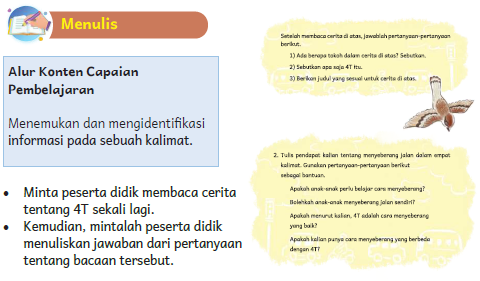 Menulis
Alur Konten Capaian
Pembelajaran
Menemukan dan mengidentifikasi
informasi pada sebuah kalimat.
• Minta peserta didik membaca cerita
tentang 4T sekali lagi.
• Kemudian, mintalah peserta didik
menuliskan jawaban dari pertanyaan
tentang bacaan tersebut.
Setelah membaca cerita di atas, jawablah pertanyaan-pertanyaan
berikut.
1) Ada berapa tokoh dalam cerita di atas? Sebutkan.
2) Sebutkan apa saja 4T itu.
3) Berikan judul yang sesuai untuk cerita di atas.
2. Tulis pendapat kalian tentang menyeberang jalan dalam empat
kalimat. Gunakan pertanyaan-pertanyaan berikut
sebagai bantuan.
Apakah anak-anak perlu belajar cara menyeberang?
Bolehkah anak-anak menyeberang jalan sendiri?
Apakah menurut kalian, 4T adalah cara menyeberang
yang baik?
Apakah kalian punya cara menyeberang yang berbeda
dengan 4T?